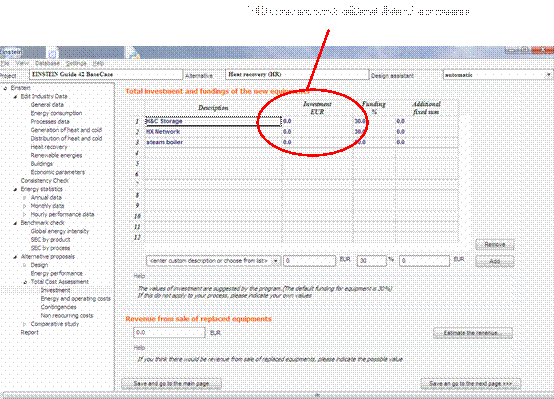 Einstein
File View Database Settings Help
Project EINSTEIN Guide 42 BaseCase Alternative Heat recovery (HR) Design assistant automatic
Einstein
Edit Industry Data
General data
Energy consumption
Processes data
Generation of heat and cold
Distribution of heat and cold
Heat recovery
Renewable energies
Buildings
Economic parameters
Consistency Check
Energy statistics
Annual data
Monthly data
Hourly performance data
Benchmark check
Global energy intensity
SEC by product
SEC by process
Alternative proposals
Design
Energy performance
Total Cost Assessment
Investment
Energy and operating costs
Contingencies
Non reocurring costs
Comparative study
Report
Total investment and fundings of the new equipment
Description Investment EUR Funding % Additional fixed sum
1 H&C Storage 0.0 30.0 0.0
2 HX Network 0.0 30.0 0.0
3 steam boiler 0.0 30.0 0.0
4
5
6
7
8
9
10
11
12
Remove
<enter custom description or choose from list> 0 EUR 30 % 0 EUR Add
Help
The values of investment are suggested by the program.(The default funding for equipment is 30%)
If this do not apply to your process, please indicate your own values
Revenue from sale of replaced equipments
0.0 EUR Estimate the revenue...
Help
If you think there would be revenue from sale of replaced equipments, please indicate the possible value
Save and go to the main page Save an go to the next page >>>